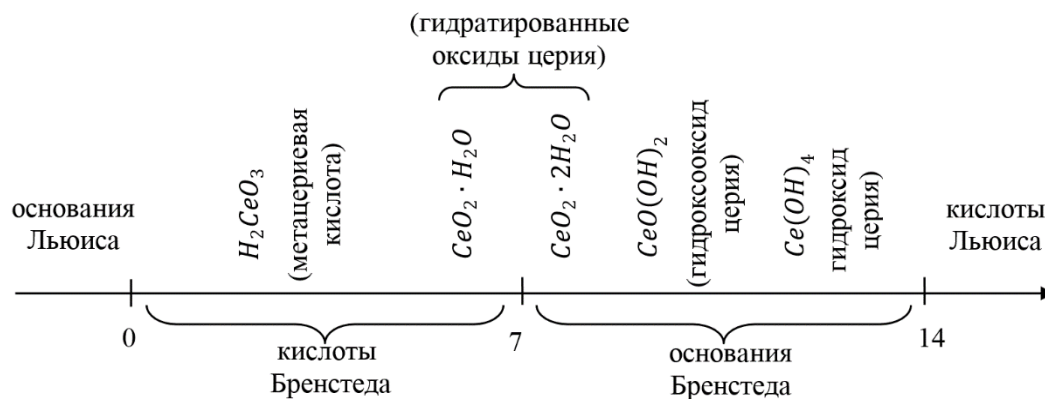 (гидратированные
оксиды церия)
основания
Льюиса
H₂CeO₃
(метацериевая
кислота)
CeO₂ · H₂O
CeO₂ · 2H₂O
CeO(OH)₂
(гидроксооксид
церия)
Ce(OH)₄
гидроксид
церия)
кислоты
Льюиса
0
7
14
кислоты
Бренстеда
основания
Бренстеда